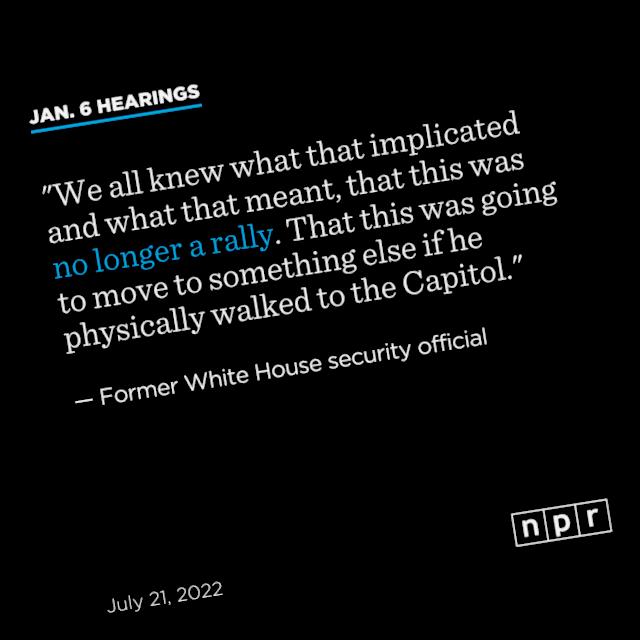 JAN. 6 HEARINGS
"We all knew what that implicated
and what that meant, that this was
no longer a rally. That this was going
to move to something else if he
physically walked to the Capitol."
— Former White House security official
npr
July 21, 2022